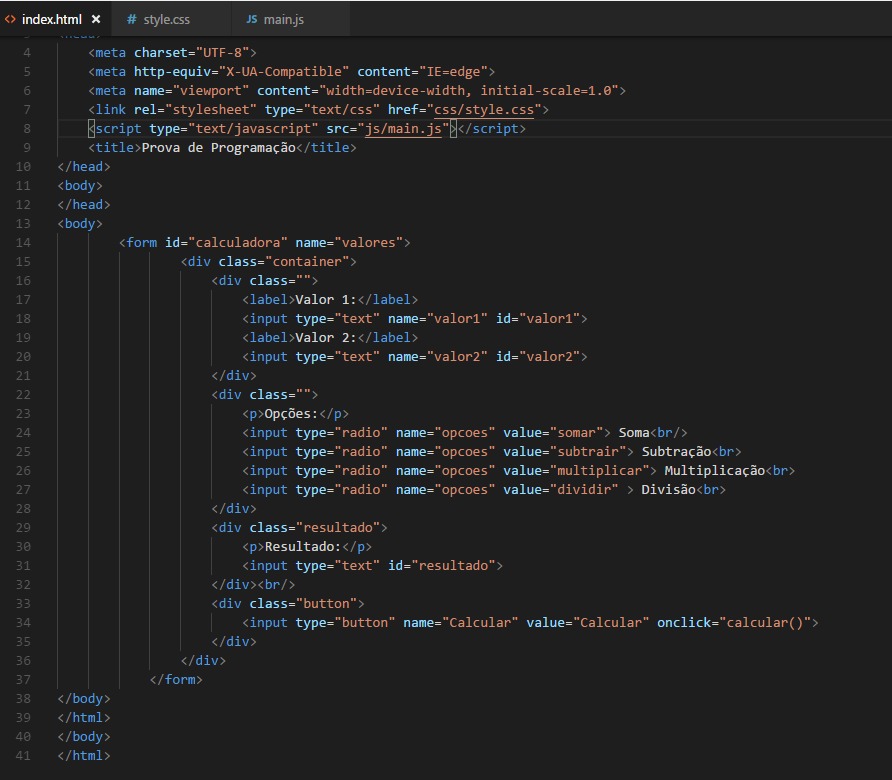 <> index.html × # style.css JS main.js
3 <head>
4 <meta charset="UTF-8">
5 <meta http-equiv="X-UA-Compatible" content="IE=edge">
6 <meta name="viewport" content="width=device-width, initial-scale=1.0">
7 <link rel="stylesheet" type="text/css" href="css/style.css">
8 <script type="text/javascript" src="js/main.js"></script>
9 <title>Prova de Programação</title>
10 </head>
11 <body>
12 </head>
13 <body>
14 <form id="calculadora" name="valores">
15 <div class="container">
16 <div class="">
17 <label>Valor 1:</label>
18 <input type="text" name="valor1" id="valor1">
19 <label>Valor 2:</label>
20 <input type="text" name="valor2" id="valor2">
21 </div>
22 <div class="">
23 <p>Opções:</p>
24 <input type="radio" name="opcoes" value="somar"> Soma<br/>
25 <input type="radio" name="opcoes" value="subtrair"> Subtração<br>
26 <input type="radio" name="opcoes" value="multiplicar"> Multiplicação<br>
27 <input type="radio" name="opcoes" value="dividir" > Divisão<br>
28 </div>
29 <div class="resultado">
30 <p>Resultado:</p>
31 <input type="text" id="resultado">
32 </div><br/>
33 <div class="button">
34 <input type="button" name="Calcular" value="Calcular" onclick="calcular()">
35 </div>
36 </div>
37 </form>
38 </body>
39 </html>
40 </body>
41 </html>